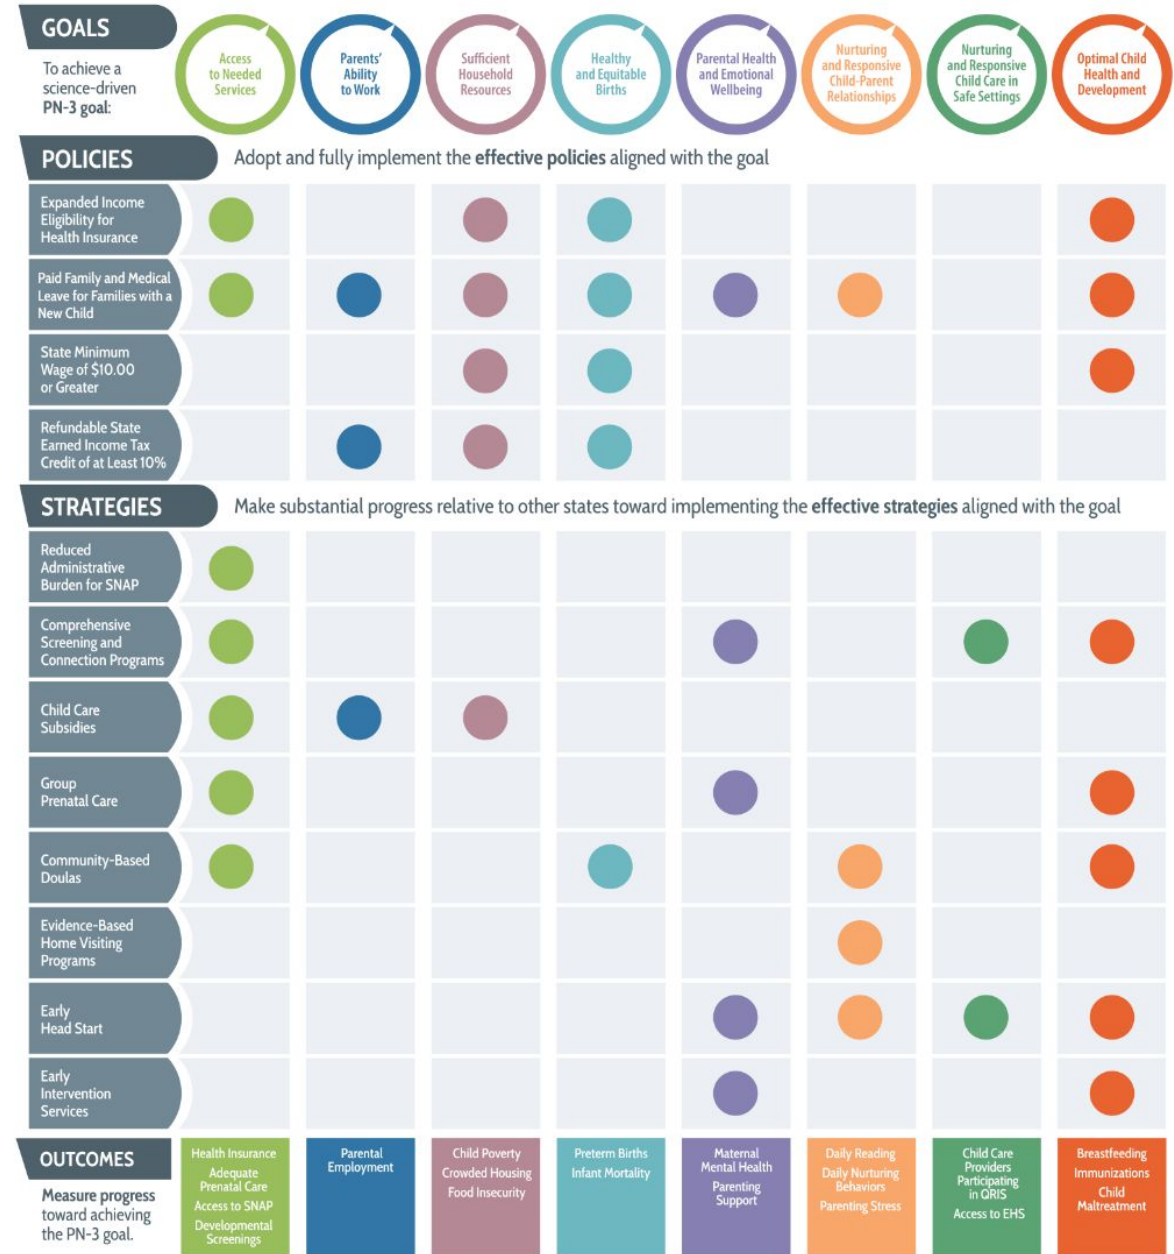 GOALS
To achieve a
science-driven
PN-3 goal:
Access
to Needed
Services
Parents'
Ability
to Work
Sufficient
Household
Resources
Healthy
and Equitable
Births
Parental Health
and Emotional
Wellbeing
Nurturing
and Responsive
Child-Parent
Relationships
Nurturing
and Responsive
Child Care in
Safe Settings
Optimal Child
Health and
Development
POLICIES
Adopt and fully implement the effective policies aligned with the goal
Expanded Income
Eligibility for
Health Insurance
Paid Family and Medical
Leave for Families with a
New Child
State Minimum
Wage of $10.00
or Greater
Refundable State
Earned Income Tax
Credit of at Least 10%
STRATEGIES
Make substantial progress relative to other states toward implementing the effective strategies aligned with the goal
Reduced
Administrative
Burden for SNAP
Comprehensive
Screening and
Connection Programs
Child Care
Subsidies
Group
Prenatal Care
Community-Based
Doulas
Evidence-Based
Home Visiting
Programs
Early
Head Start
Early
Intervention
Services
OUTCOMES
Measure progress
toward achieving
the PN-3 goal.
Health Insurance
Adequate
Prenatal Care
Access to SNAP
Developmental
Screenings
Parental
Employment
Child Poverty
Crowded Housing
Food Insecurity
Preterm Births
Infant Mortality
Maternal
Mental Health
Parenting
Support
Daily Reading
Daily Nurturing
Behaviors
Parenting Stress
Child Care
Providers
Participating
in QRIS
Access to EHS
Breastfeeding
Immunizations
Child
Maltreatment